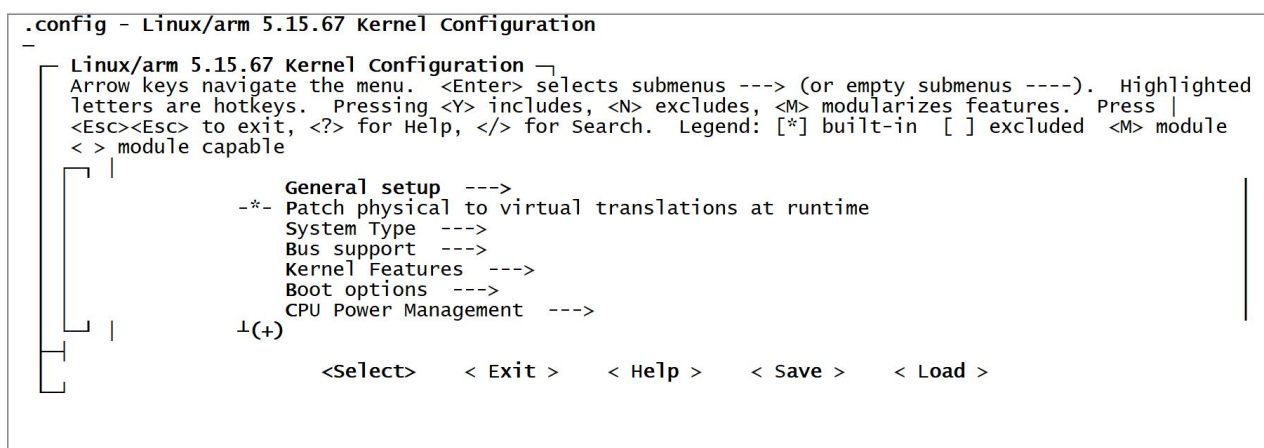 .config - Linux/arm 5.15.67 Kernel Configuration
Linux/arm 5.15.67 Kernel Configuration
Arrow keys navigate the menu.  <Enter> selects submenus ---> (or empty submenus ----).  Highlighted
letters are hotkeys.  Pressing <Y> includes, <N> excludes, <M> modularizes features.  Press |
<Esc><Esc> to exit, <?> for Help, </> for Search.  Legend: [*] built-in  [ ] excluded  <M> module
< > module capable
General setup  --->
-*- Patch physical to virtual translations at runtime
System Type  --->
Bus support  --->
Kernel Features  --->
Boot options  --->
CPU Power Management  --->
┴(+)
<Select>    < Exit >    < Help >    < Save >    < Load >